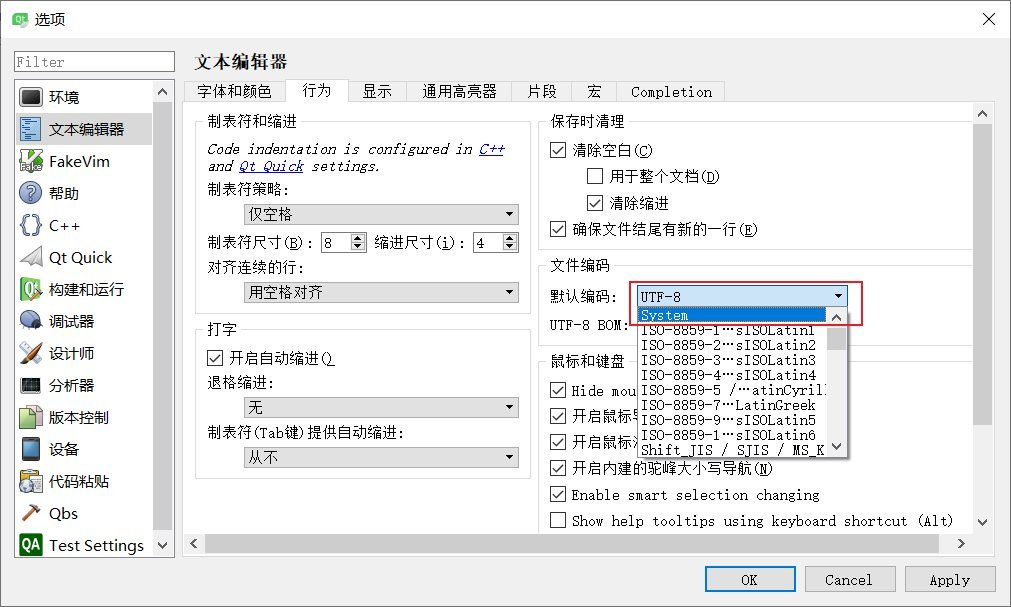 Qt 选项
Filter
环境
文本编辑器
FakeVim
帮助
C++
Qt Quick
构建和运行
调试器
设计师
分析器
版本控制
设备
代码粘贴
Qbs
QA Test Settings
文本编辑器
字体和颜色 行为 显示 通用高亮器 片段 宏 Completion
制表符和缩进
Code indentation is configured in C++
and Qt Quick settings.
制表符策略:
仅空格
制表符尺寸(B): 8 缩进尺寸(i): 4
对齐连续的行:
用空格对齐
打字
开启自动缩进(_)
退格缩进:
无
制表符(Tab键)提供自动缩进:
从不
保存时清理
清除空白(C)
用于整个文档(D)
清除缩进
确保文件结尾有新的一行(E)
文件编码
默认编码: UTF-8
System
UTF-8 BOM:
ISO-8859-1…sISOLatin1
ISO-8859-2…sISOLatin2
ISO-8859-3…sISOLatin3
ISO-8859-4…sISOLatin4
ISO-8859-5 /…atinCyril
ISO-8859-7…LatinGreek
ISO-8859-9…sISOLatin5
ISO-8859-1…sISOLatin6
Shift_JIS / SJIS / MS_K
鼠标和键盘
Hide mou
开启鼠标
开启鼠标
开启内建的驼峰大小写导航(N)
Enable smart selection changing
Show help tooltips using keyboard shortcut (Alt)
OK Cancel Apply